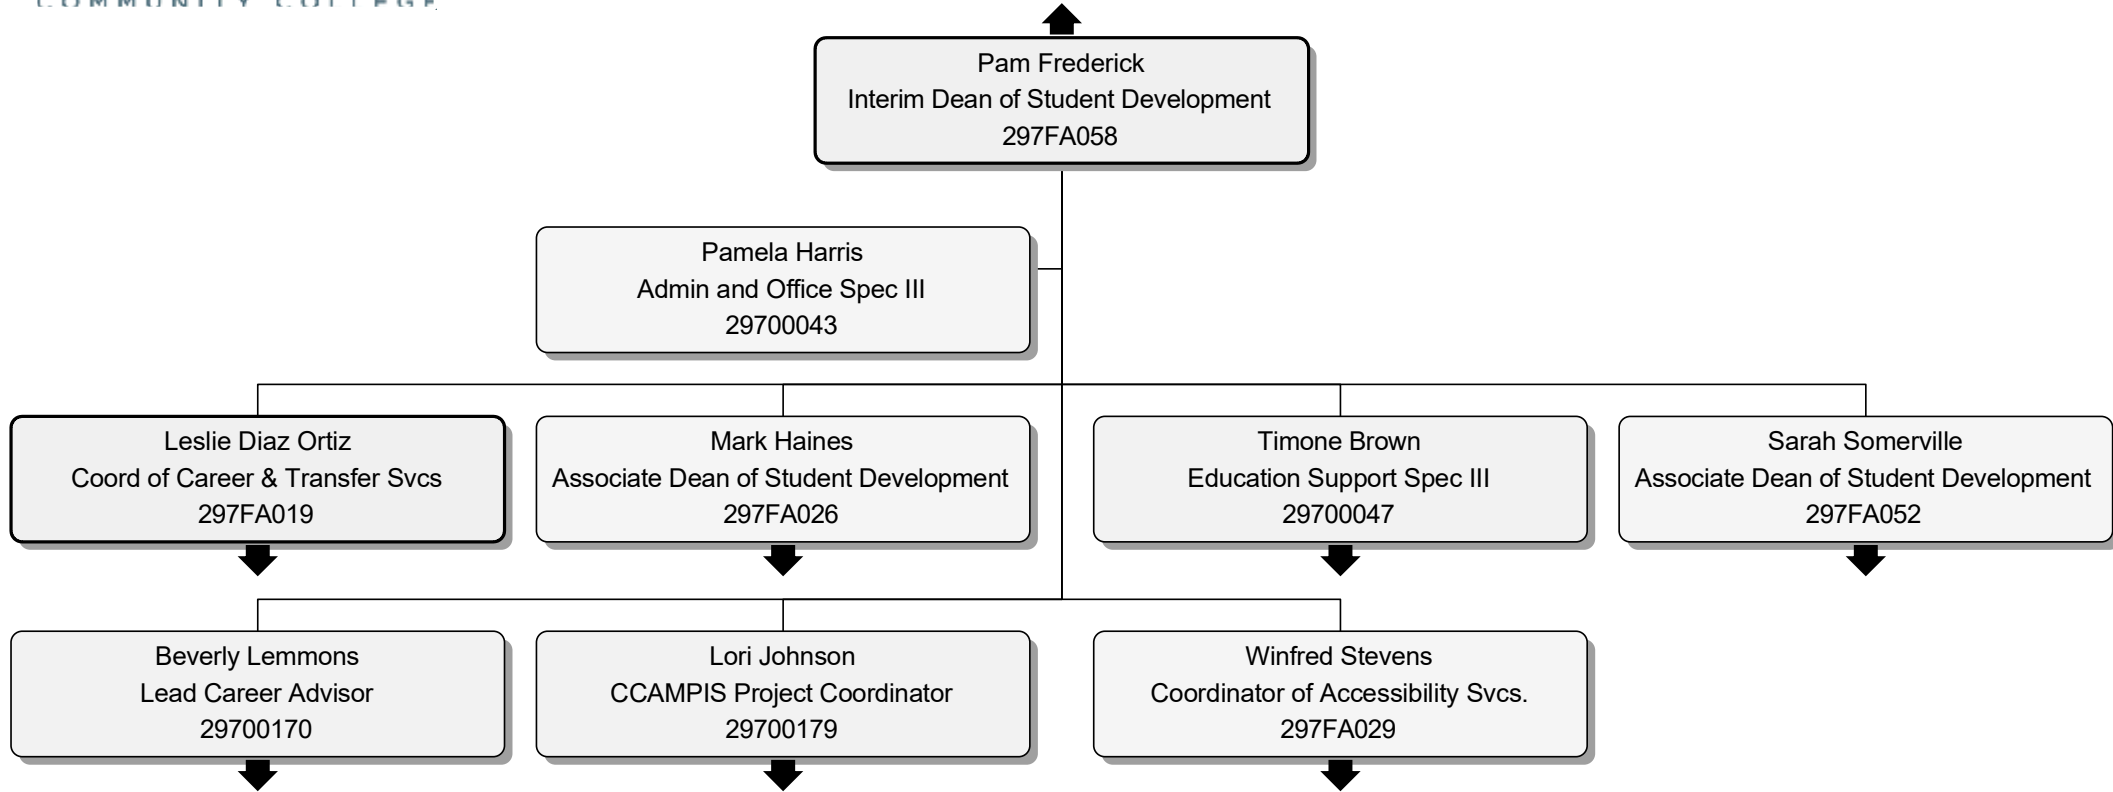 COMMUNITY COLLEGE
Pam Frederick
Interim Dean of Student Development
297FA058
Pamela Harris
Admin and Office Spec III
29700043
Leslie Diaz Ortiz
Coord of Career & Transfer Svcs
297FA019
Mark Haines
Associate Dean of Student Development
297FA026
Timone Brown
Education Support Spec III
29700047
Sarah Somerville
Associate Dean of Student Development
297FA052
Beverly Lemmons
Lead Career Advisor
29700170
Lori Johnson
CCAMPIS Project Coordinator
29700179
Winfred Stevens
Coordinator of Accessibility Svcs.
297FA029